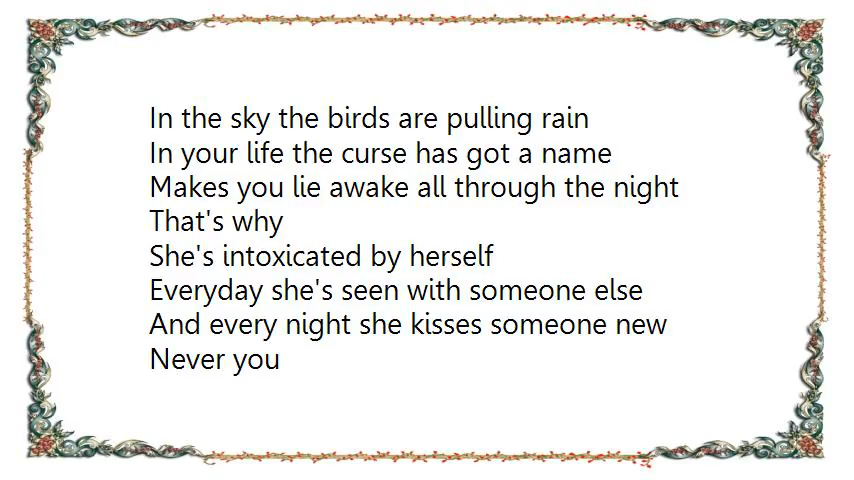 In the sky the birds are pulling rain
In your life the curse has got a name
Makes you lie awake all through the night
That's why
She's intoxicated by herself
Everyday she's seen with someone else
And every night she kisses someone new
Never you